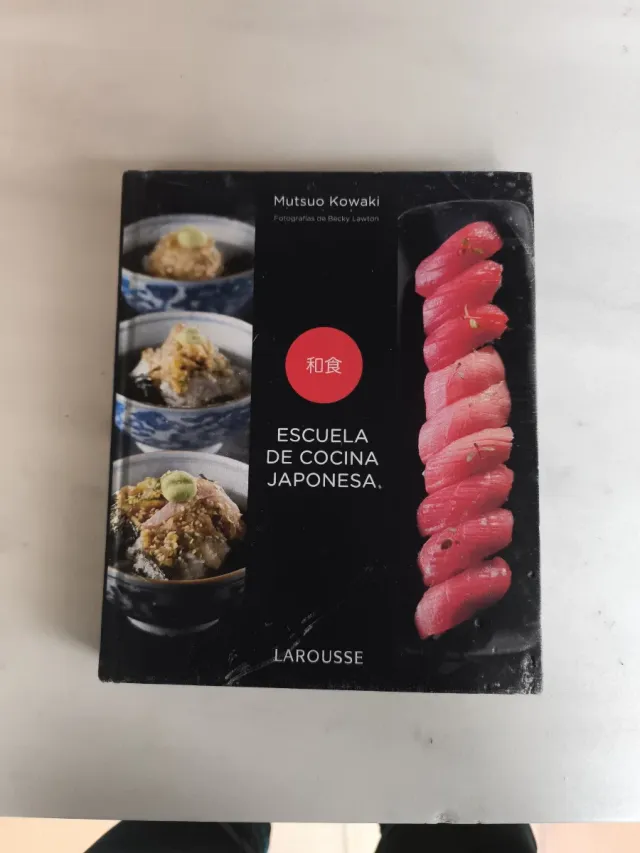 Mutsuo Kowaki
Fotografías de Becky Lawton
和食
ESCUELA
DE COCINA
JAPONESA
LAROUSSE